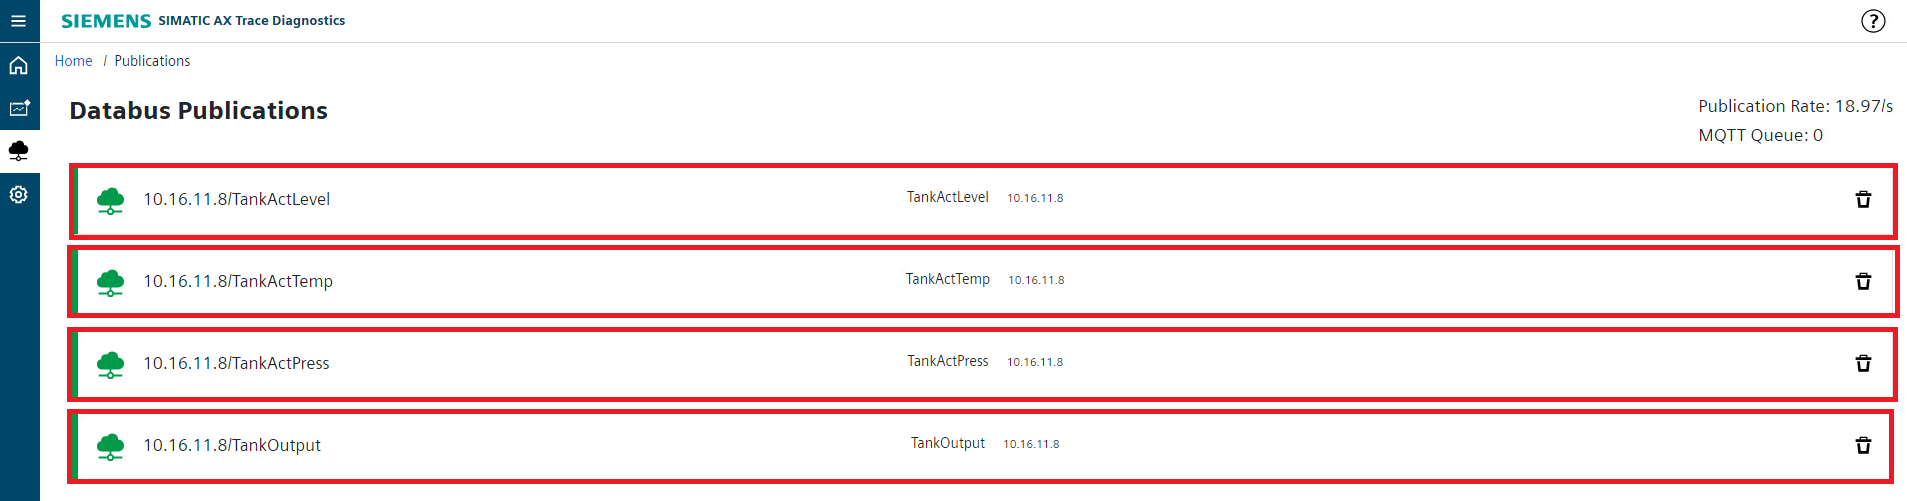 SIEMENS SIMATIC AX Trace Diagnostics ?
Home / Publications
Databus Publications
Publication Rate: 18.97/s
MQTT Queue: 0
10.16.11.8/TankActLevel TankActLevel 10.16.11.8
10.16.11.8/TankActTemp TankActTemp 10.16.11.8
10.16.11.8/TankActPress TankActPress 10.16.11.8
10.16.11.8/TankOutput TankOutput 10.16.11.8